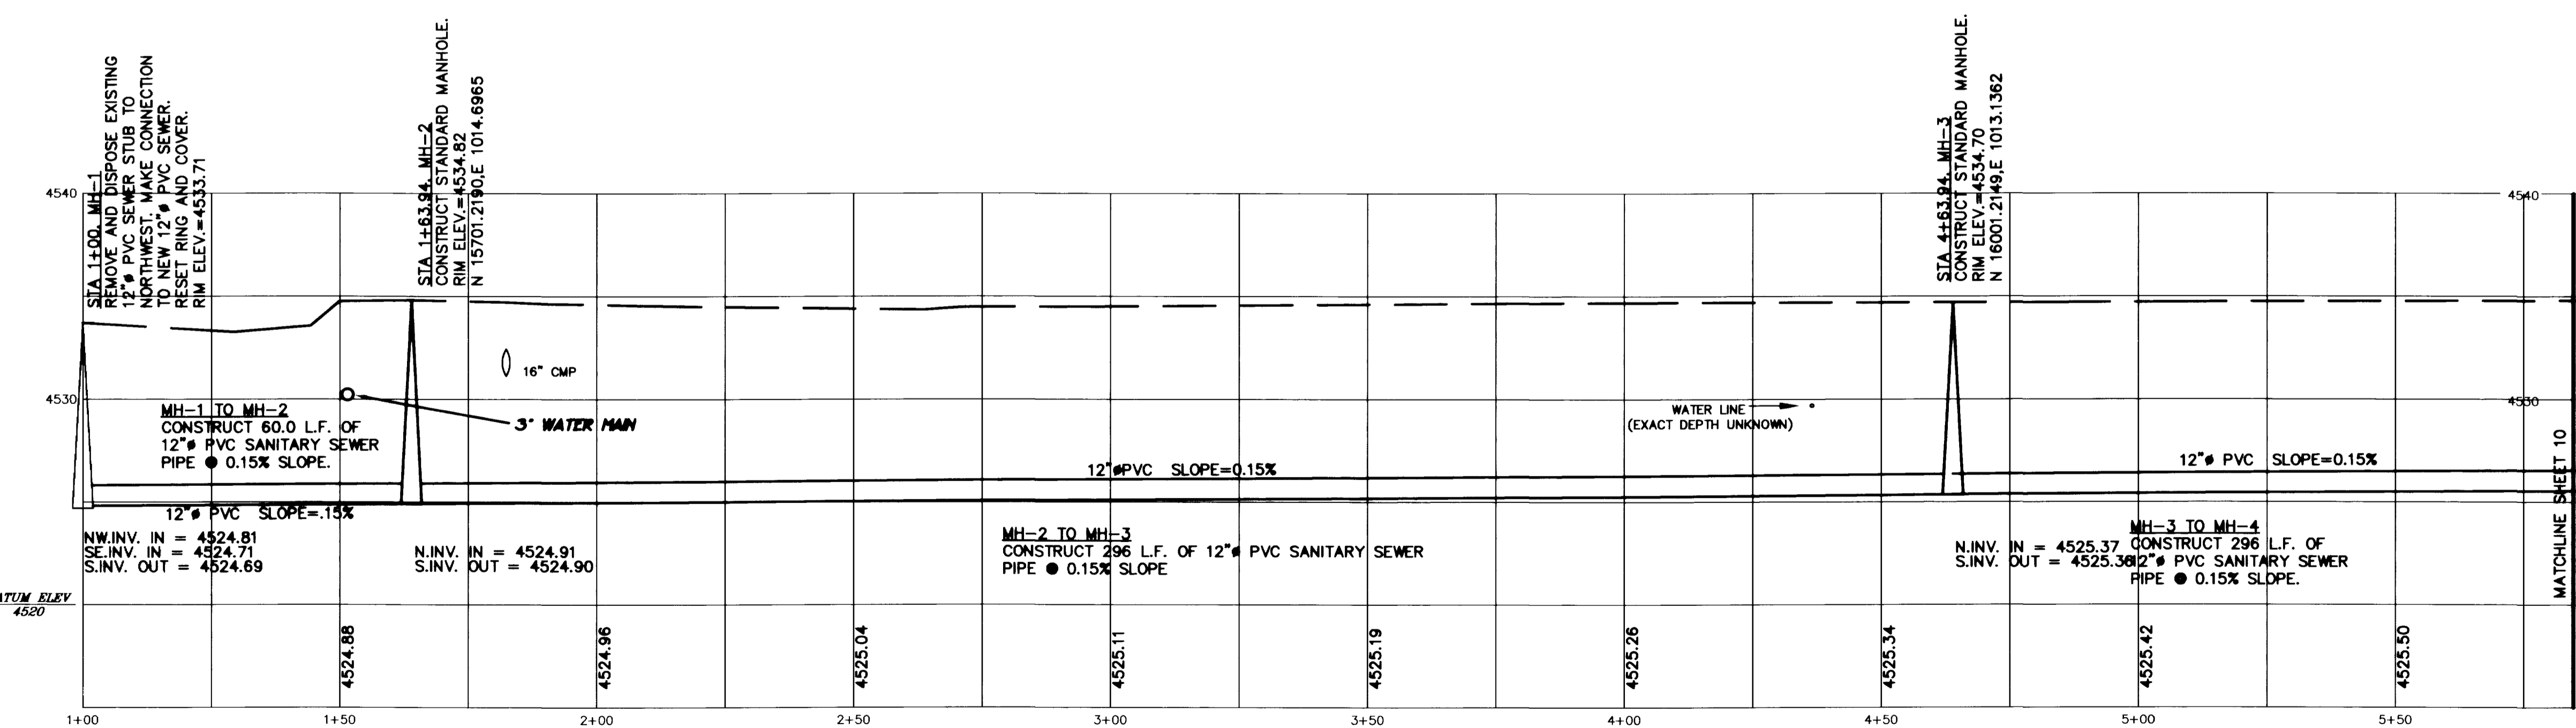 STA 1+00, MH-1
REMOVE AND DISPOSE EXISTING
12"ø PVC SEWER STUB TO
NORTHWEST. MAKE CONNECTION
TO NEW 12"ø PVC SEWER.
RESET RING AND COVER.
RIM ELEV.=4533.71
STA 1+63.94, MH-2
CONSTRUCT STANDARD MANHOLE.
RIM ELEV.=4534.82
N 15701.2190,E 1014.6965
STA 4+63.94, MH-3
CONSTRUCT STANDARD MANHOLE.
RIM ELEV.=4534.70
N 16001.2149,E 1013.1362
4540
4540
16" CMP
4530
4530
3" WATER MAIN
WATER LINE
(EXACT DEPTH UNKNOWN)
MH-1 TO MH-2
CONSTRUCT 60.0 L.F. OF
12"ø PVC SANITARY SEWER
PIPE @ 0.15% SLOPE.
12"øPVC SLOPE=0.15%
12"ø PVC SLOPE=0.15%
MATCHLINE SHEET 10
12"ø PVC SLOPE=.15%
NW.INV. IN = 4524.81
SE.INV. IN = 4524.71
S.INV. OUT = 4524.69
N.INV. IN = 4524.91
S.INV. OUT = 4524.90
MH-2 TO MH-3
CONSTRUCT 296 L.F. OF 12"ø PVC SANITARY SEWER
PIPE @ 0.15% SLOPE
N.INV. IN = 4525.37
S.INV. OUT = 4525.36
MH-3 TO MH-4
CONSTRUCT 296 L.F. OF
12"ø PVC SANITARY SEWER
PIPE @ 0.15% SLOPE.
ATUM ELEV
4520
4524.88
4524.96
4525.04
4525.11
4525.19
4525.26
4525.34
4525.42
4525.50
1+00
1+50
2+00
2+50
3+00
3+50
4+00
4+50
5+00
5+50